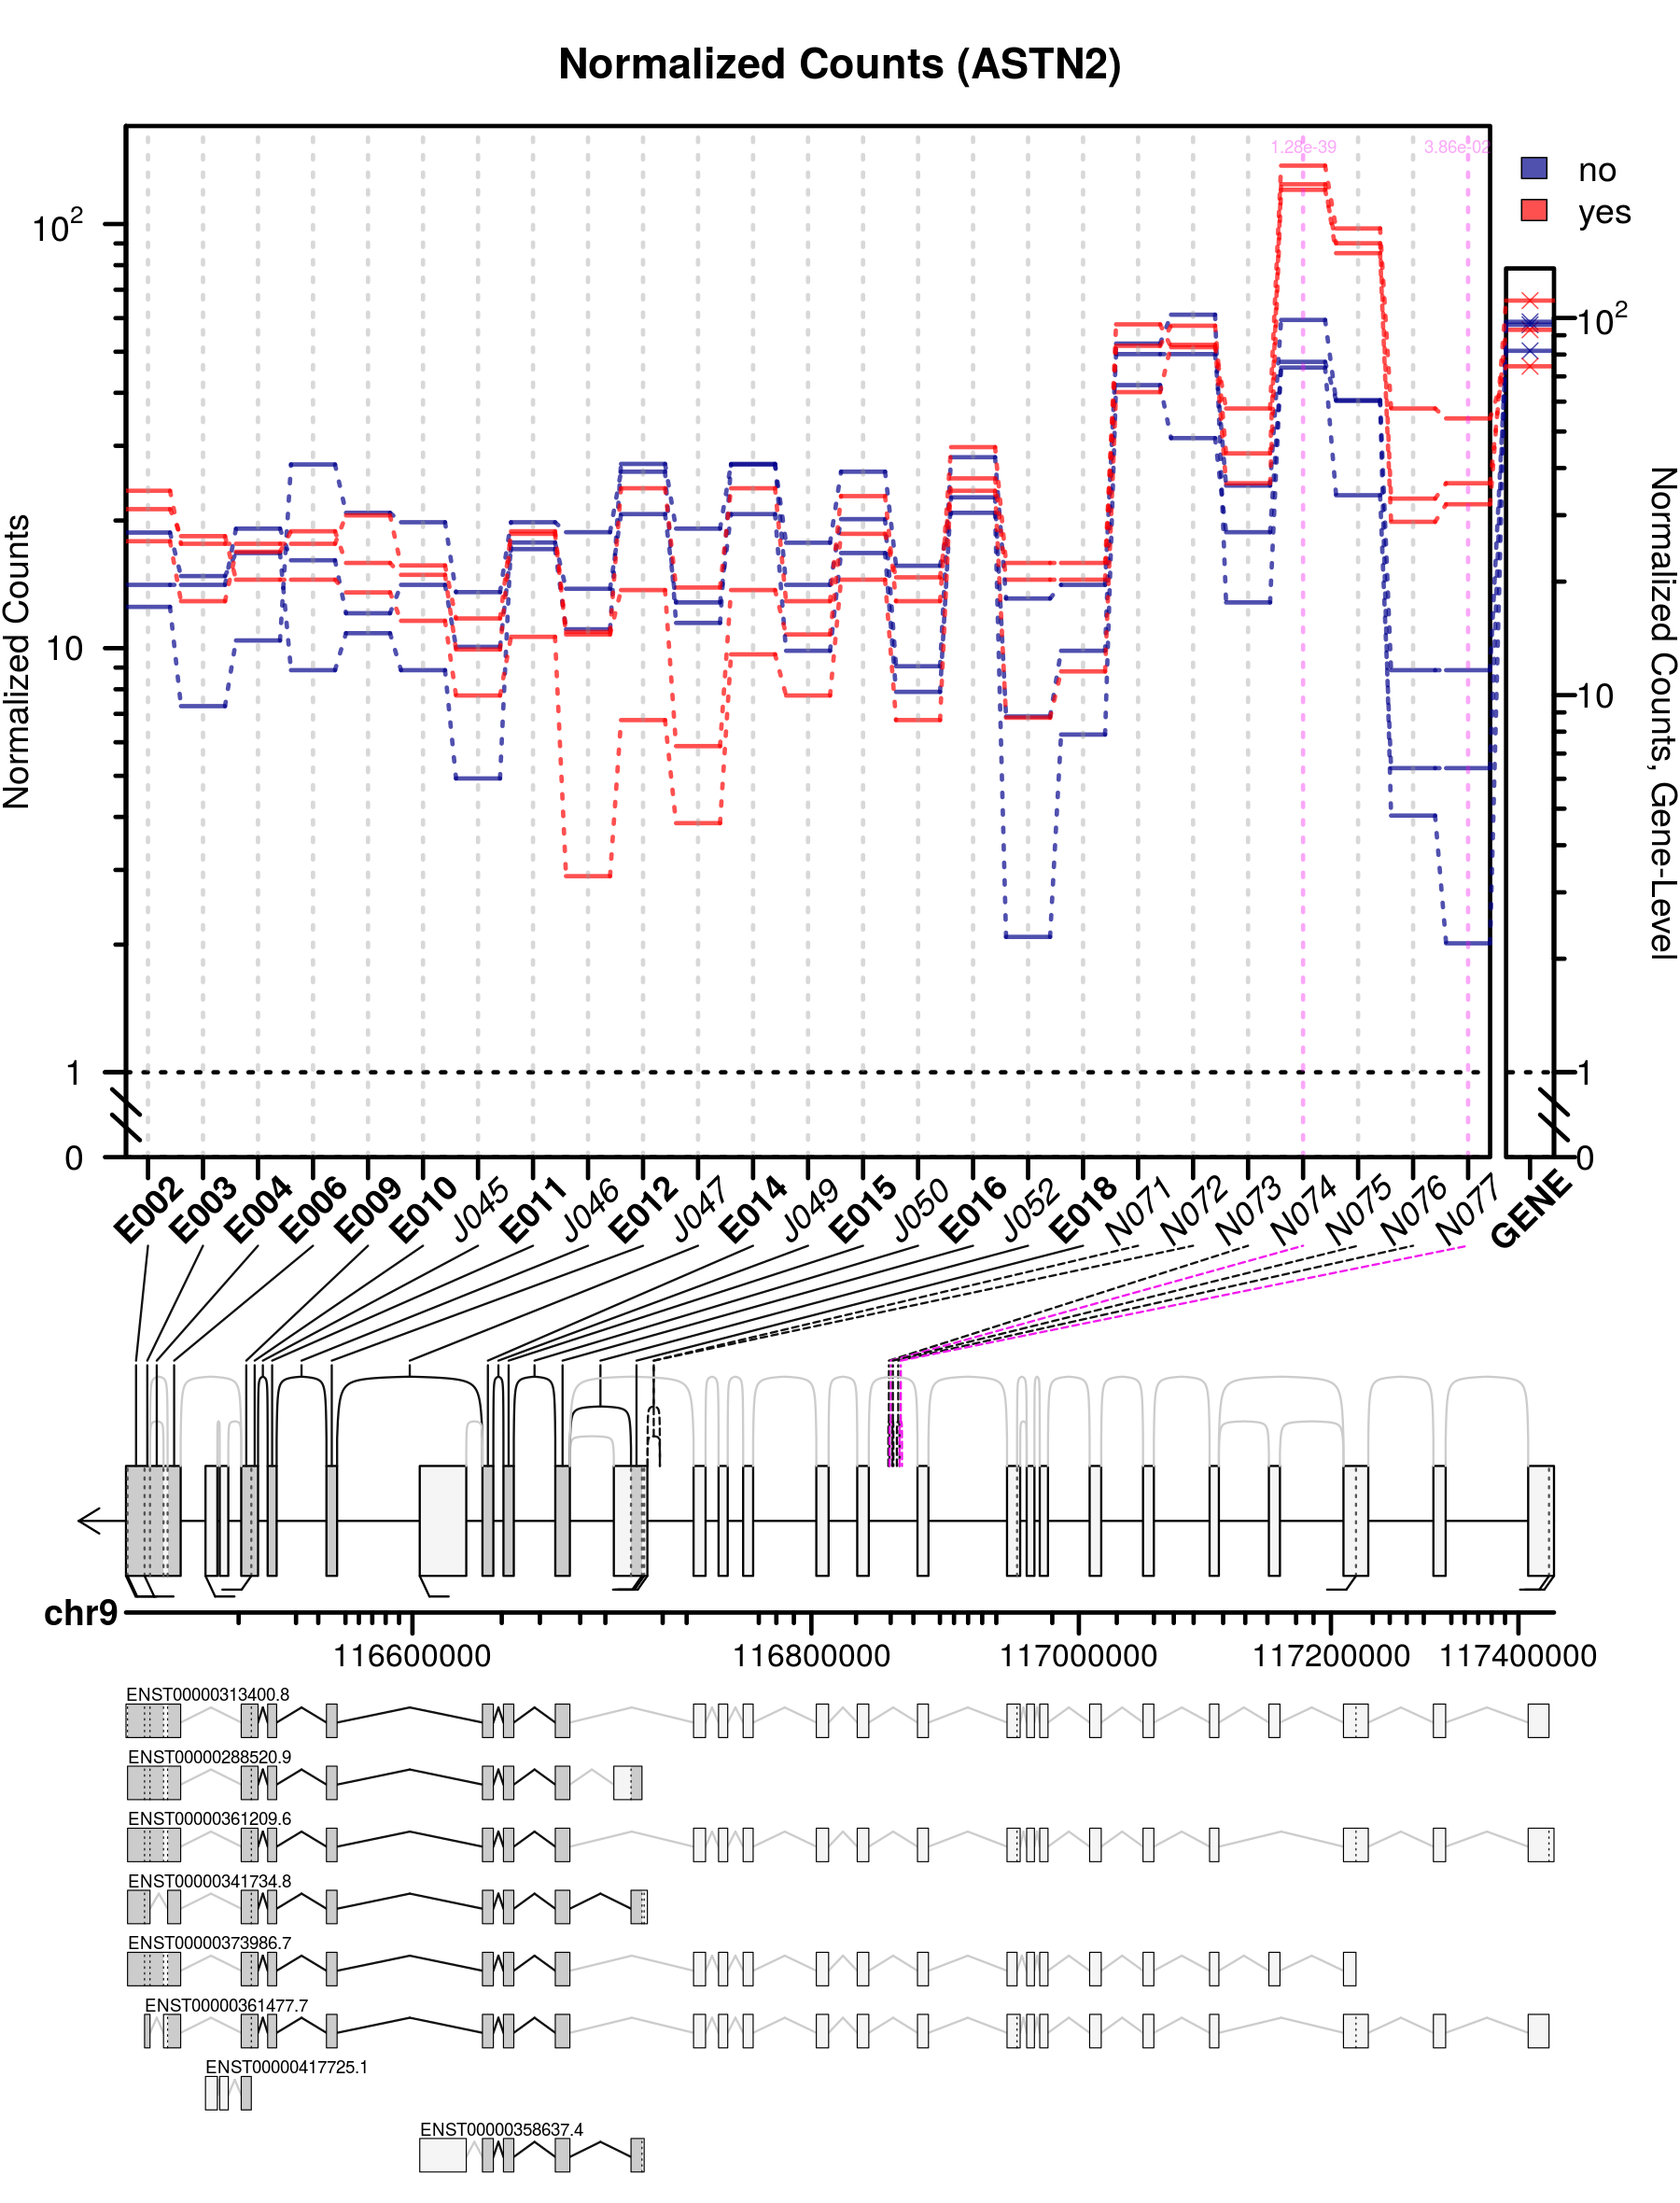 Normalized Counts (ASTN2)
1.28e-39
3.86e-02
no
yes
Normalized Counts
10²
10
1
0
10²
10
1
0
Normalized Counts, Gene-Level
E002 E003 E004 E006 E009 E010 J045 E011 J046 E012 J047 E014 J049 E015 J050 E016 J052 E018 N071 N072 N073 N074 N075 N076 N077 GENE
chr9
116600000 116800000 117000000 117200000 117400000
ENST00000313400.8
ENST00000288520.9
ENST00000361209.6
ENST00000341734.8
ENST00000373986.7
ENST00000361477.7
ENST00000417725.1
ENST00000358637.4